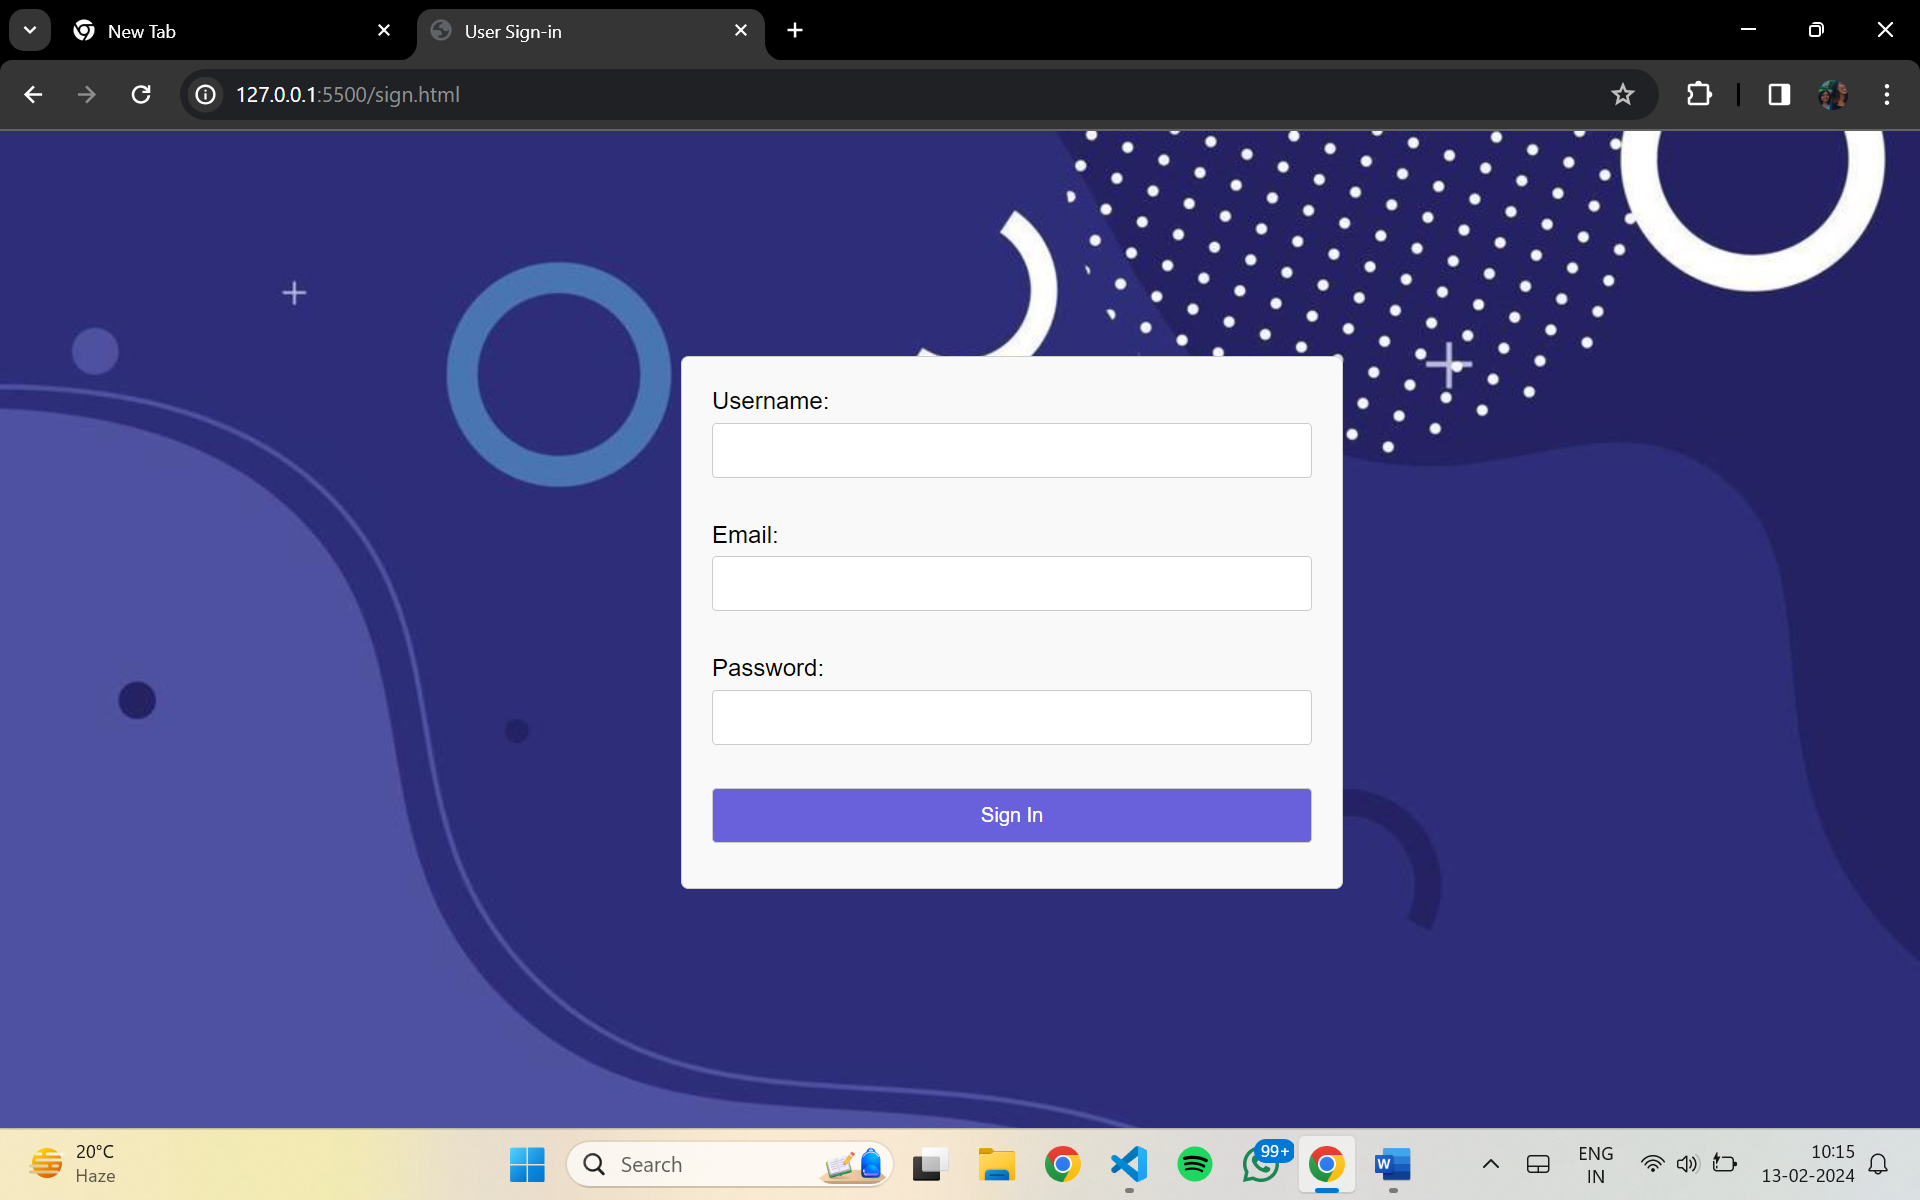 New Tab
User Sign-in
127.0.0.1:5500/sign.html
Username:
Email:
Password:
Sign In
20°C
Haze
Search
99+
W
ENG
IN
10:15
13-02-2024